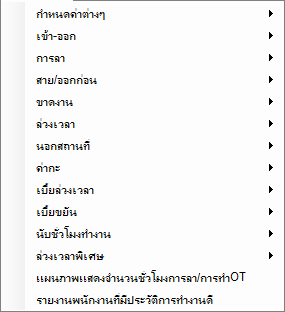 กำหนดค่าต่างๆ
เข้า-ออก
การลา
สาย/ออกก่อน
ขาดงาน
ล่วงเวลา
นอกสถานที่
ค่ากะ
เบี้ยล่วงเวลา
เบี้ยขยัน
นับชั่วโมงทำงาน
ล่วงเวลาพิเศษ
แผนภาพแสดงจำนวนชั่วโมงการลา/การทำOT
รายงานพนักงานที่มีประวัติการทำงานดี